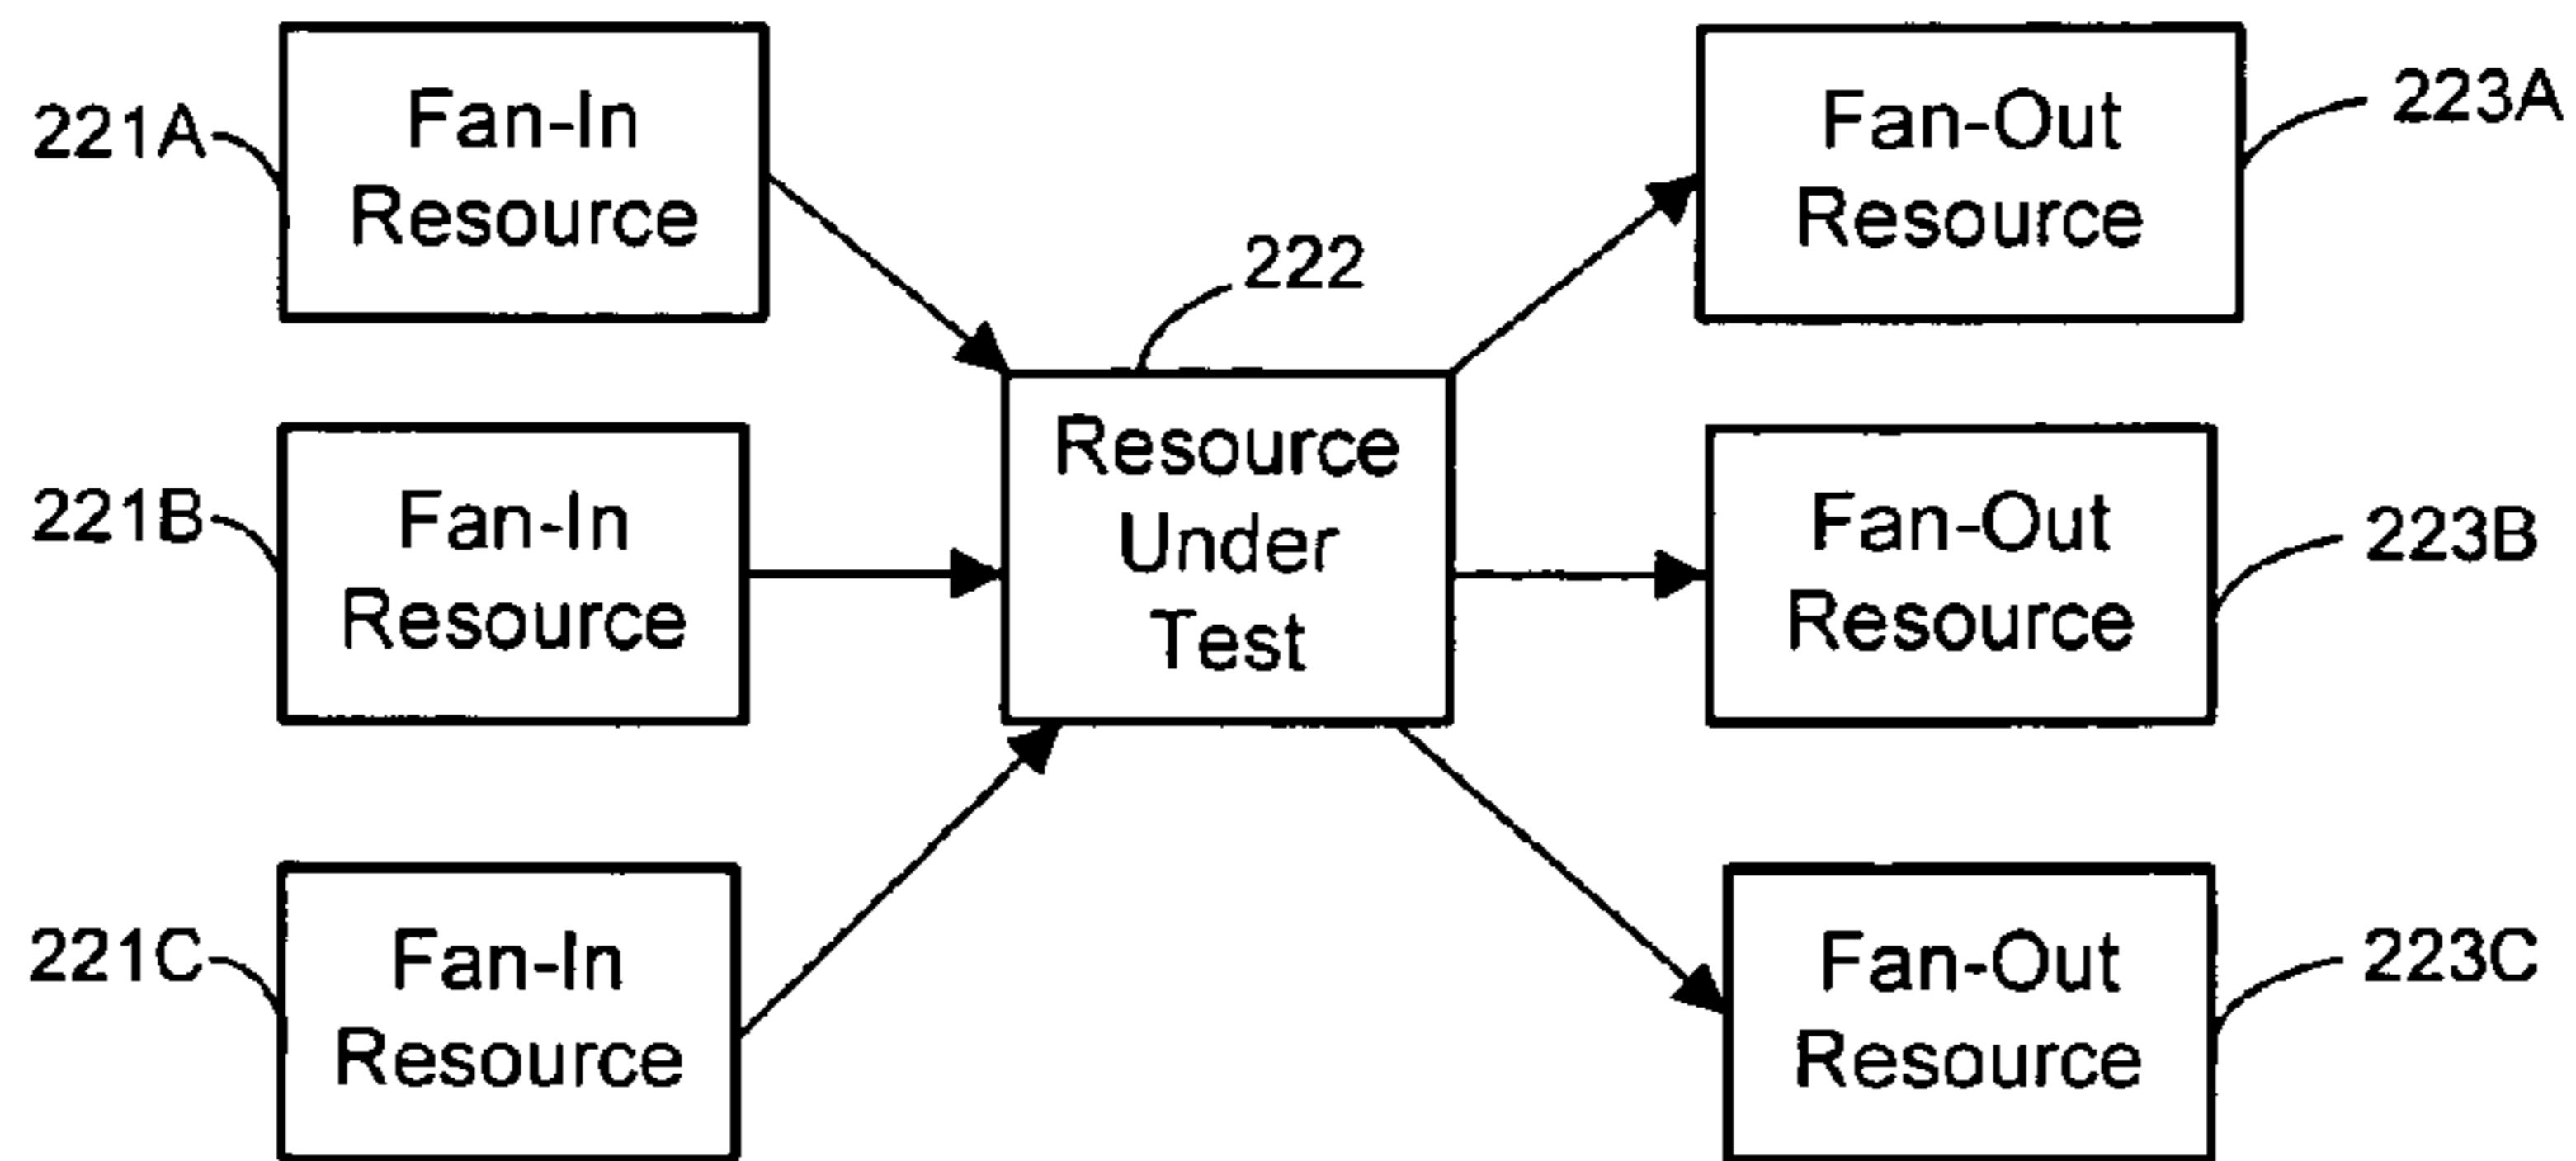 221A
Fan-In
Resource
222
Fan-Out
Resource
223A
221B
Fan-In
Resource
Resource
Under
Test
Fan-Out
Resource
223B
221C
Fan-In
Resource
Fan-Out
Resource
223C